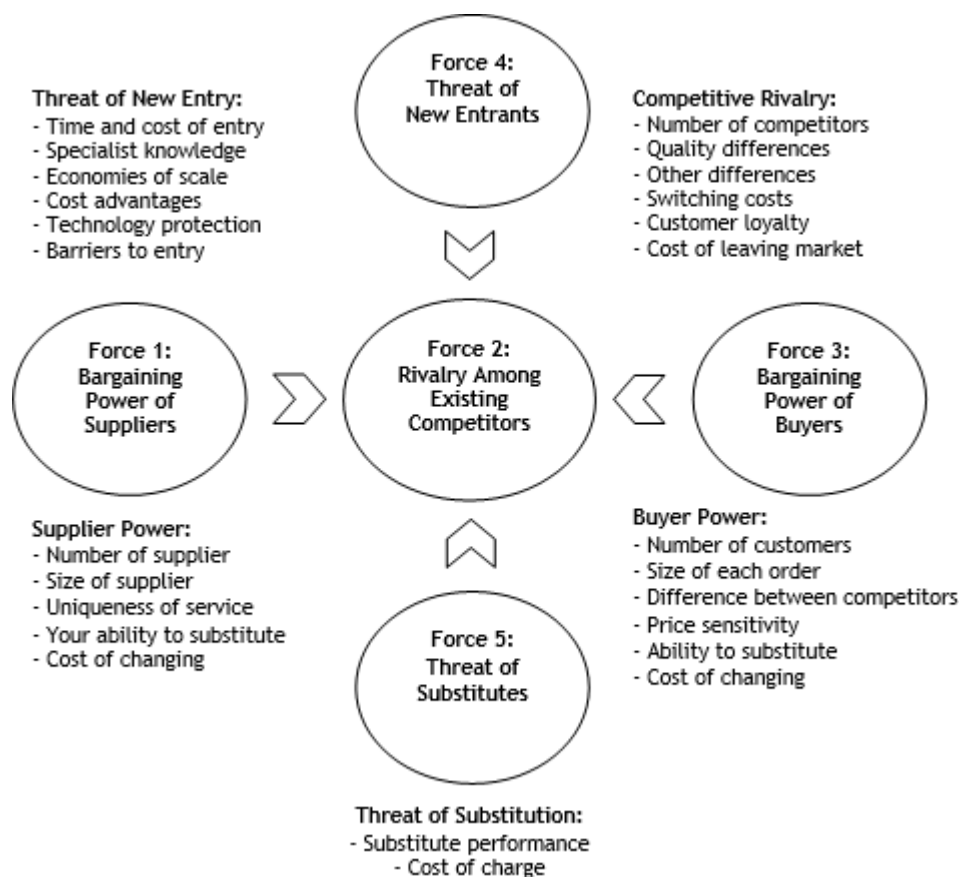 Force 4:
Threat of
New Entrants
Threat of New Entry:
- Time and cost of entry
- Specialist knowledge
- Economies of scale
- Cost advantages
- Technology protection
- Barriers to entry
Competitive Rivalry:
- Number of competitors
- Quality differences
- Other differences
- Switching costs
- Customer loyalty
- Cost of leaving market
Force 1:
Bargaining
Power of
Suppliers
Force 2:
Rivalry Among
Existing
Competitors
Force 3:
Bargaining
Power of
Buyers
Supplier Power:
- Number of supplier
- Size of supplier
- Uniqueness of service
- Your ability to substitute
- Cost of changing
Buyer Power:
- Number of customers
- Size of each order
- Difference between competitors
- Price sensitivity
- Ability to substitute
- Cost of changing
Force 5:
Threat of
Substitutes
Threat of Substitution:
- Substitute performance
- Cost of charge